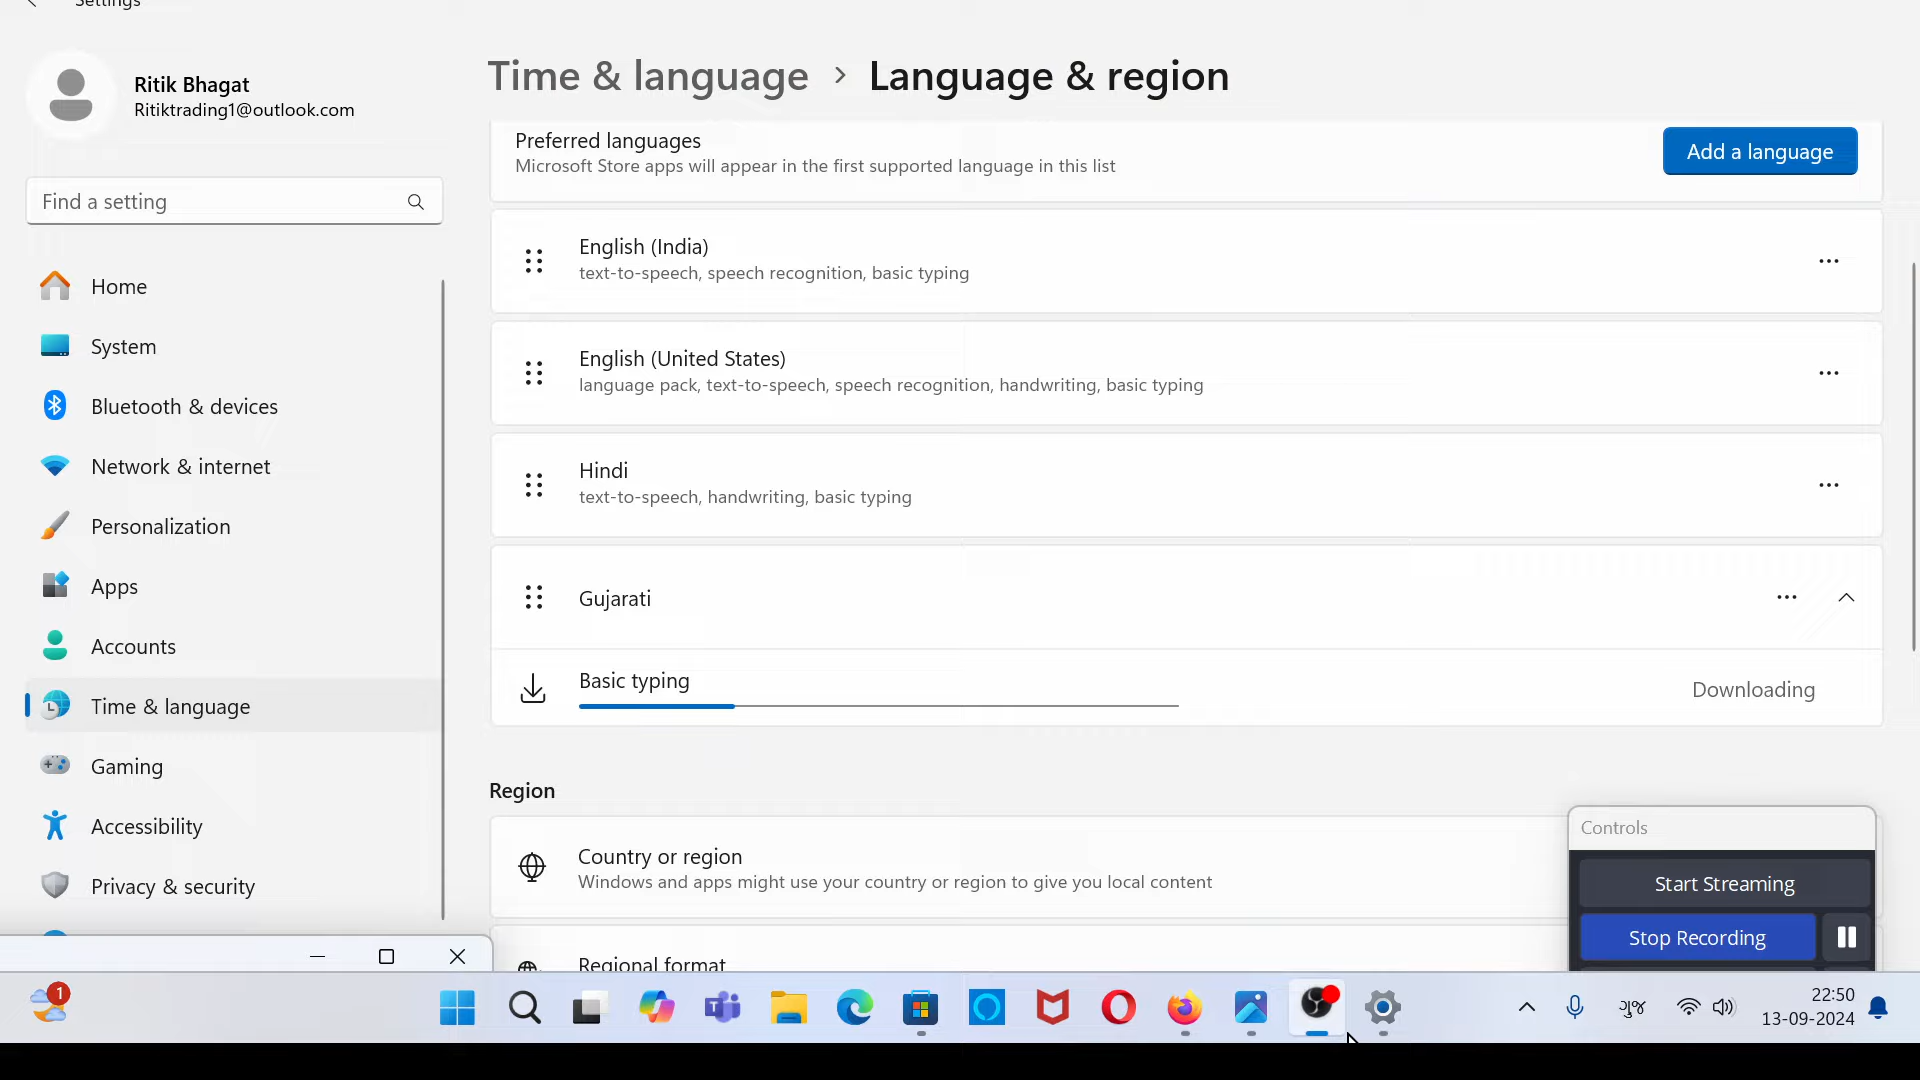 Settings
Ritik Bhagat
Ritiktrading1@outlook.com
Find a setting
Home
System
Bluetooth & devices
Network & internet
Personalization
Apps
Accounts
Time & language
Gaming
Accessibility
Privacy & security
Time & language > Language & region
Preferred languages
Microsoft Store apps will appear in the first supported language in this list
Add a language
English (India)
text-to-speech, speech recognition, basic typing
English (United States)
language pack, text-to-speech, speech recognition, handwriting, basic typing
Hindi
text-to-speech, handwriting, basic typing
Gujarati
Basic typing
Downloading
Region
Country or region
Windows and apps might use your country or region to give you local content
Regional format
Controls
Start Streaming
Stop Recording
1
ગુજ
22:50
13-09-2024